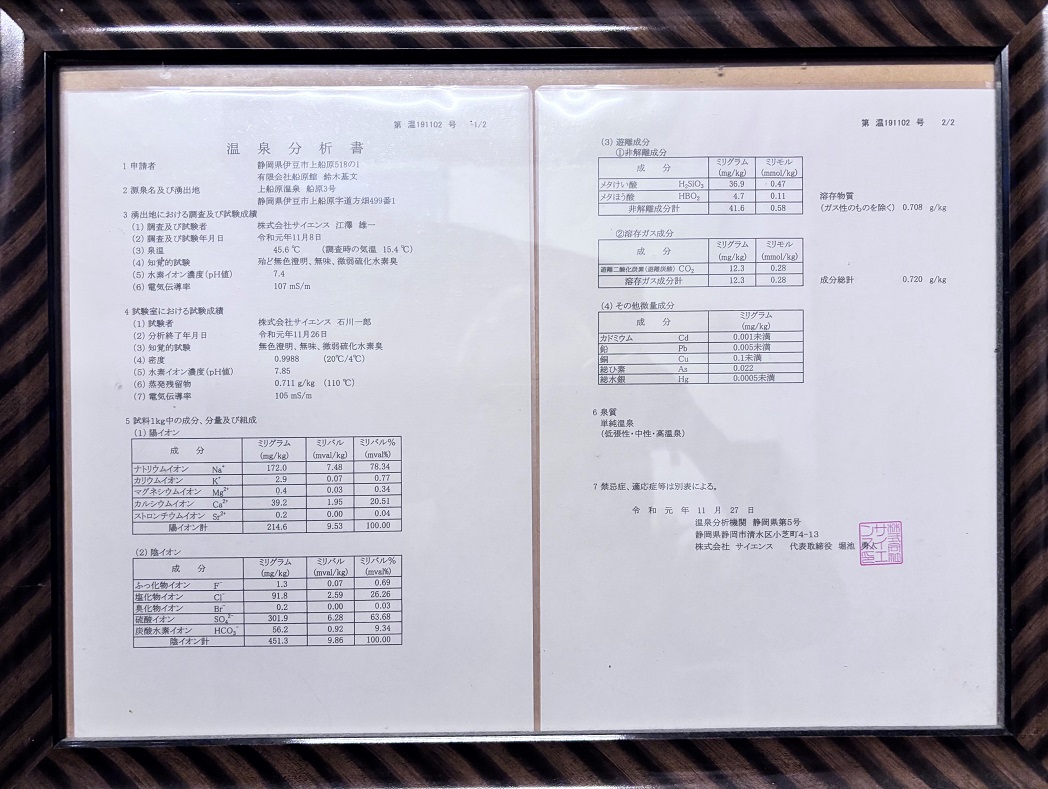 第 温191102 号 1/2
温泉分析書
1 申請者 静岡県伊豆市上船原518の1
有限会社船原館 鈴木基文
2 源泉名及び湧出地 上船原温泉 船原3号
静岡県伊豆市上船原字道方畑499番1
3 湧出地における調査及び試験成績
(1) 調査及び試験者 株式会社サイエンス 江澤 雄一
(2) 調査及び試験年月日 令和元年11月8日
(3) 泉温 45.6 ℃ (調査時の気温 15.4 ℃)
(4) 知覚的試験 殆ど無色澄明、無味、微弱硫化水素臭
(5) 水素イオン濃度(pH値) 7.4
(6) 電気伝導率 107 mS/m
4 試験室における試験成績
(1) 試験者 株式会社サイエンス 石川一郎
(2) 分析終了年月日 令和元年11月26日
(3) 知覚的試験 無色澄明、無味、微弱硫化水素臭
(4) 密度 0.9988 (20℃/4℃)
(5) 水素イオン濃度(pH値) 7.85
(6) 蒸発残留物 0.711 g/kg (110 ℃)
(7) 電気伝導率 105 mS/m
5 試料1kg中の成分、分量及び組成
(1) 陽イオン
成 分 ミリグラム (mg/kg) ミリバル (mval/kg) ミリバル% (mval%)
ナトリウムイオン Na⁺ 172.0 7.48 78.34
カリウムイオン K⁺ 2.9 0.07 0.77
マグネシウムイオン Mg²⁺ 0.4 0.03 0.34
カルシウムイオン Ca²⁺ 39.2 1.95 20.51
ストロンチウムイオン Sr²⁺ 0.2 0.00 0.04
陽イオン計 214.6 9.53 100.00
(2) 陰イオン
成 分 ミリグラム (mg/kg) ミリバル (mval/kg) ミリバル% (mval%)
ふっ化物イオン F⁻ 1.3 0.07 0.69
塩化物イオン Cl⁻ 91.8 2.59 26.26
臭化物イオン Br⁻ 0.2 0.00 0.03
硫酸イオン SO₄²⁻ 301.9 6.28 63.68
炭酸水素イオン HCO₃⁻ 56.2 0.92 9.34
陰イオン計 451.3 9.86 100.00
第 温191102 号 2/2
(3) 遊離成分
①非解離成分
成 分 ミリグラム (mg/kg) ミリモル (mmol/kg)
メタけい酸 H₂SiO₃ 36.9 0.47
メタほう酸 HBO₂ 4.7 0.11
非解離成分計 41.6 0.58
溶存物質
(ガス性のものを除く) 0.708 g/kg
②溶存ガス成分
成 分 ミリグラム (mg/kg) ミリモル (mmol/kg)
遊離二酸化炭素(遊離炭酸) CO₂ 12.3 0.28
溶存ガス成分計 12.3 0.28
成分総計 0.720 g/kg
(4) その他微量成分
成 分 ミリグラム (mg/kg)
カドミウム Cd 0.001未満
鉛 Pb 0.005未満
銅 Cu 0.1未満
総ひ素 As 0.022
総水銀 Hg 0.0005未満
6 泉質
単純温泉
(低張性・中性・高温泉)
7 禁忌症、適応症等は別表による。
令 和 元 年 11 月 27 日
温泉分析機関 静岡県第5号
静岡県静岡市清水区小芝町4-13
株式会社 サイエンス 代表取締役 堀池 勇太